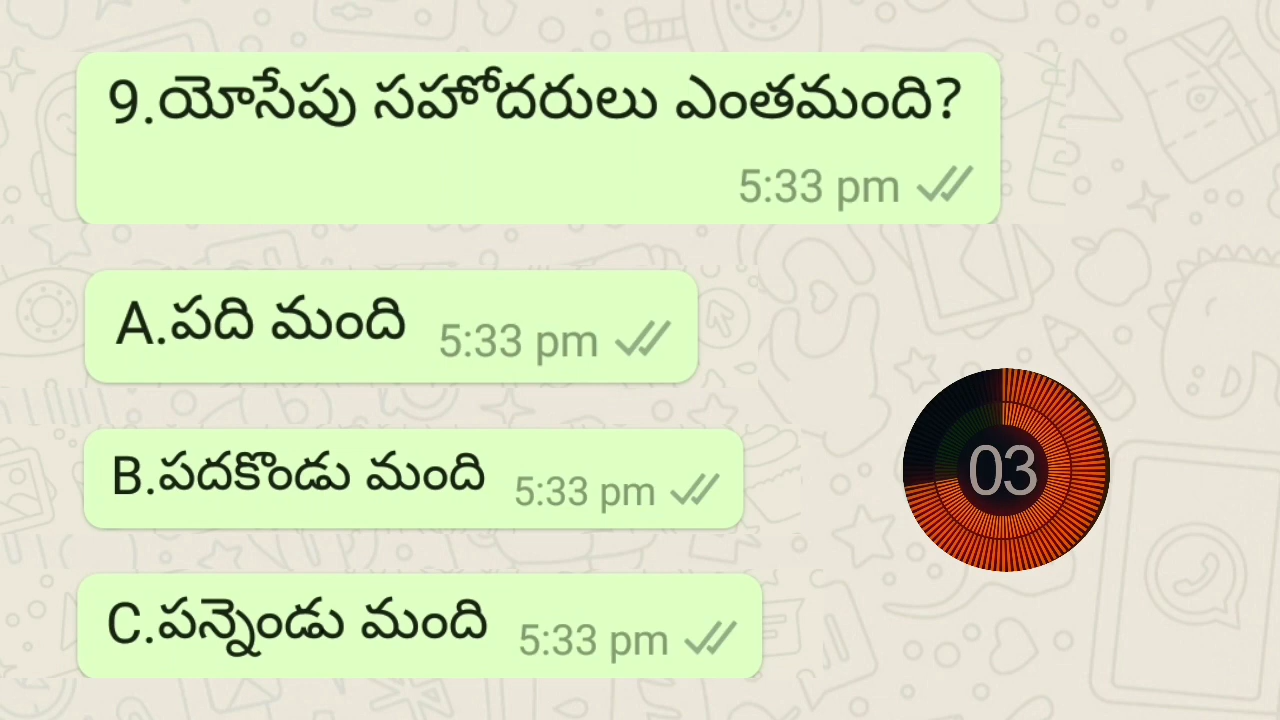 9.యోసేపు సహోదరులు ఎంతమంది?
5:33 pm
A.పది మంది 5:33 pm
B.పదకొండు మంది 5:33 pm
03
C.పన్నెండు మంది 5:33 pm